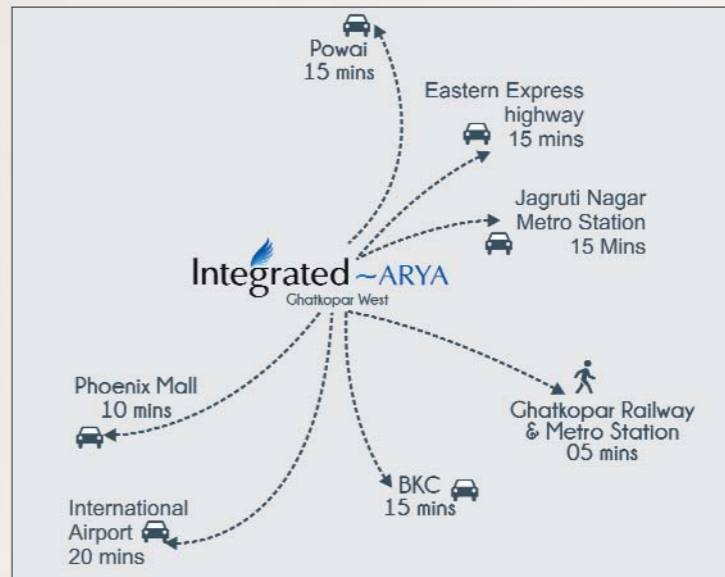 Powai
15 mins
Eastern Express
highway
15 mins
Jagruti Nagar
Metro Station
15 Mins
Integrated ~ARYA
Ghatkopar West
Phoenix Mall
10 mins
Ghatkopar Railway
& Metro Station
05 mins
BKC
15 mins
International
Airport
20 mins